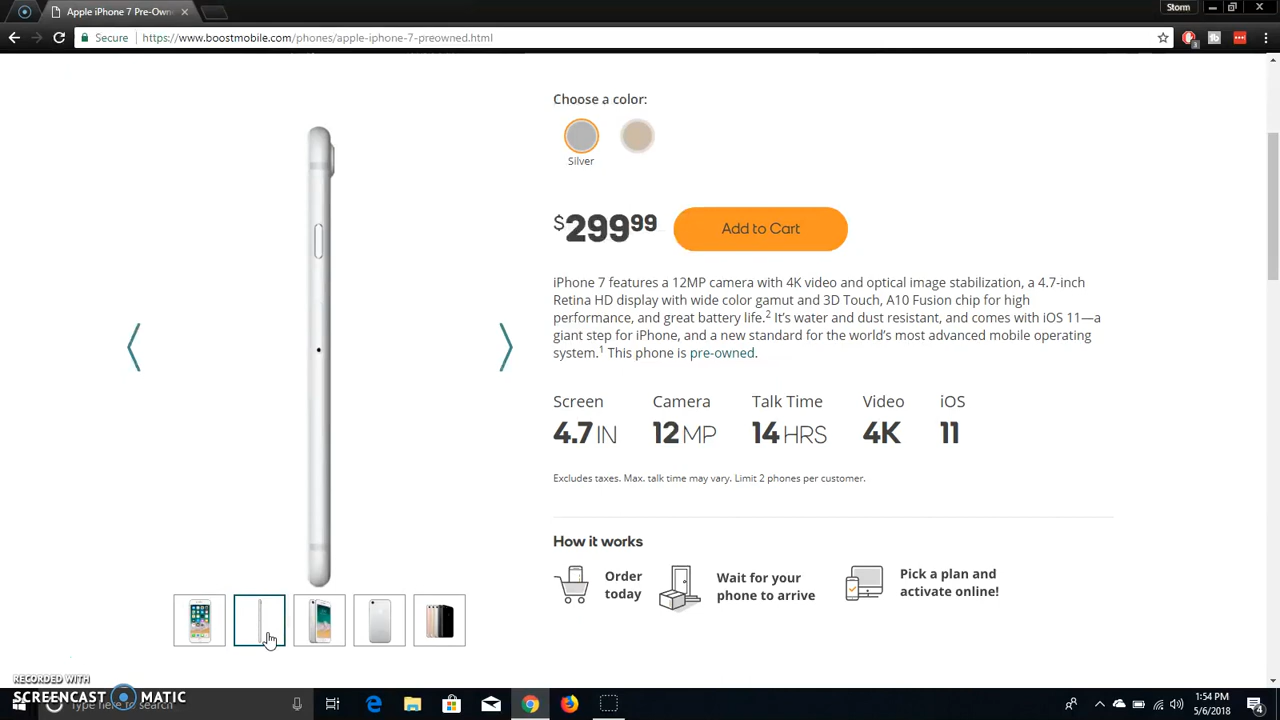 Apple iPhone 7 Pre-Own
Storm
Secure
https://www.boostmobile.com/phones/apple-iphone-7-preowned.html
Choose a color:
Silver
$299.99
Add to Cart
iPhone 7 features a 12MP camera with 4K video and optical image stabilization, a 4.7-inch
Retina HD display with wide color gamut and 3D Touch, A10 Fusion chip for high
performance, and great battery life.2 It's water and dust resistant, and comes with iOS 11—a
giant step for iPhone, and a new standard for the world's most advanced mobile operating
system.1 This phone is pre-owned.
Screen Camera Talk Time Video iOS
4.7 IN 12 MP 14 HRS 4K 11
Excludes taxes. Max. talk time may vary. Limit 2 phones per customer.
How it works
Order
today
Wait for your
phone to arrive
Pick a plan and
activate online!
RECORDED WITH
SCREENCAST MATIC
Type here to search
1:54 PM
5/6/2018